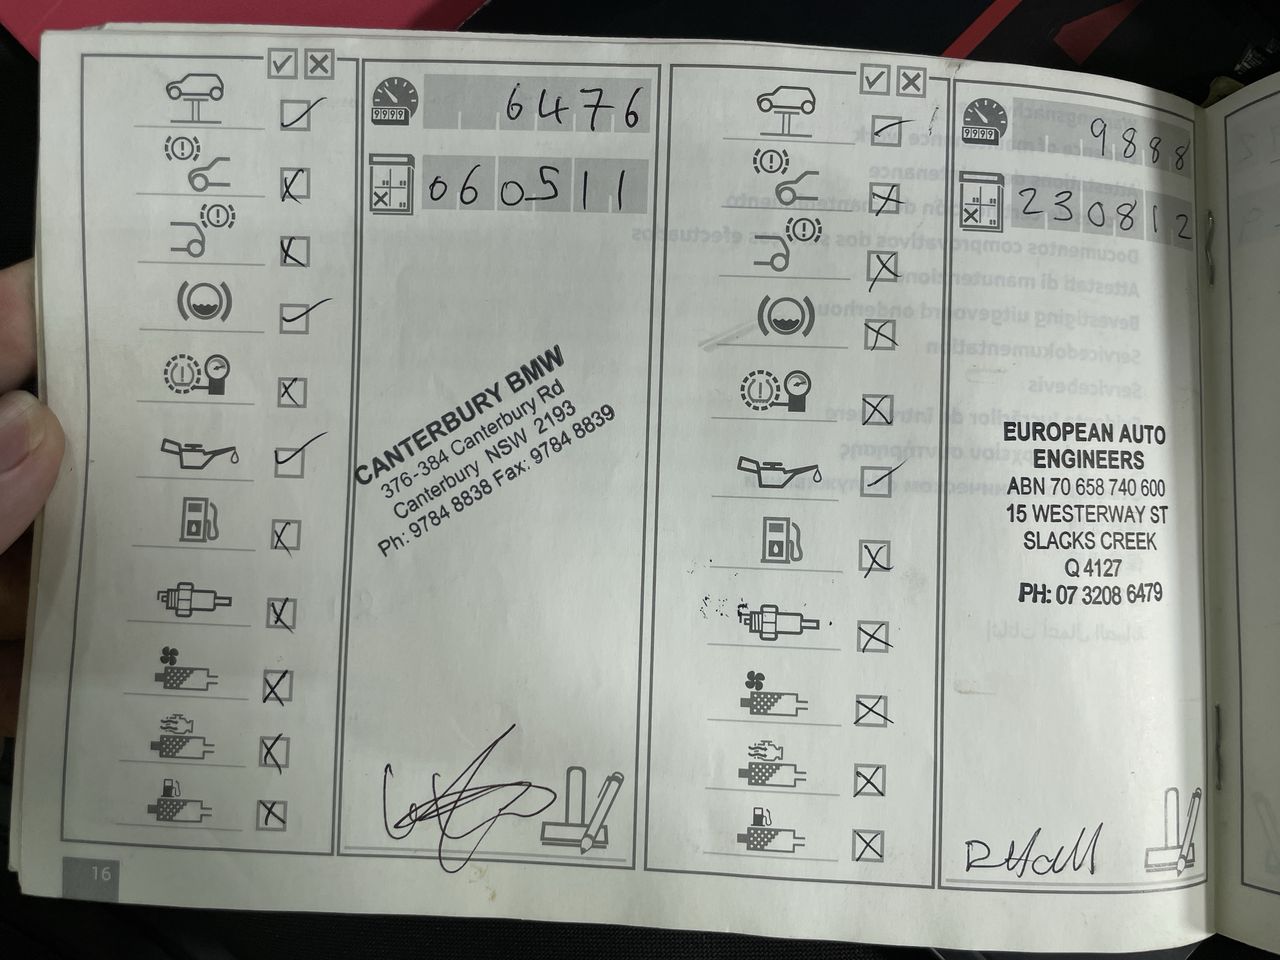 6476
060511
CANTERBURY BMW
376-384 Canterbury Rd
Canterbury NSW 2193
Ph: 9784 8838 Fax: 9784 8839
16
9888
230812
EUROPEAN AUTO
ENGINEERS
ABN 70 658 740 600
15 WESTERWAY ST
SLACKS CREEK
Q 4127
PH: 07 3208 6479